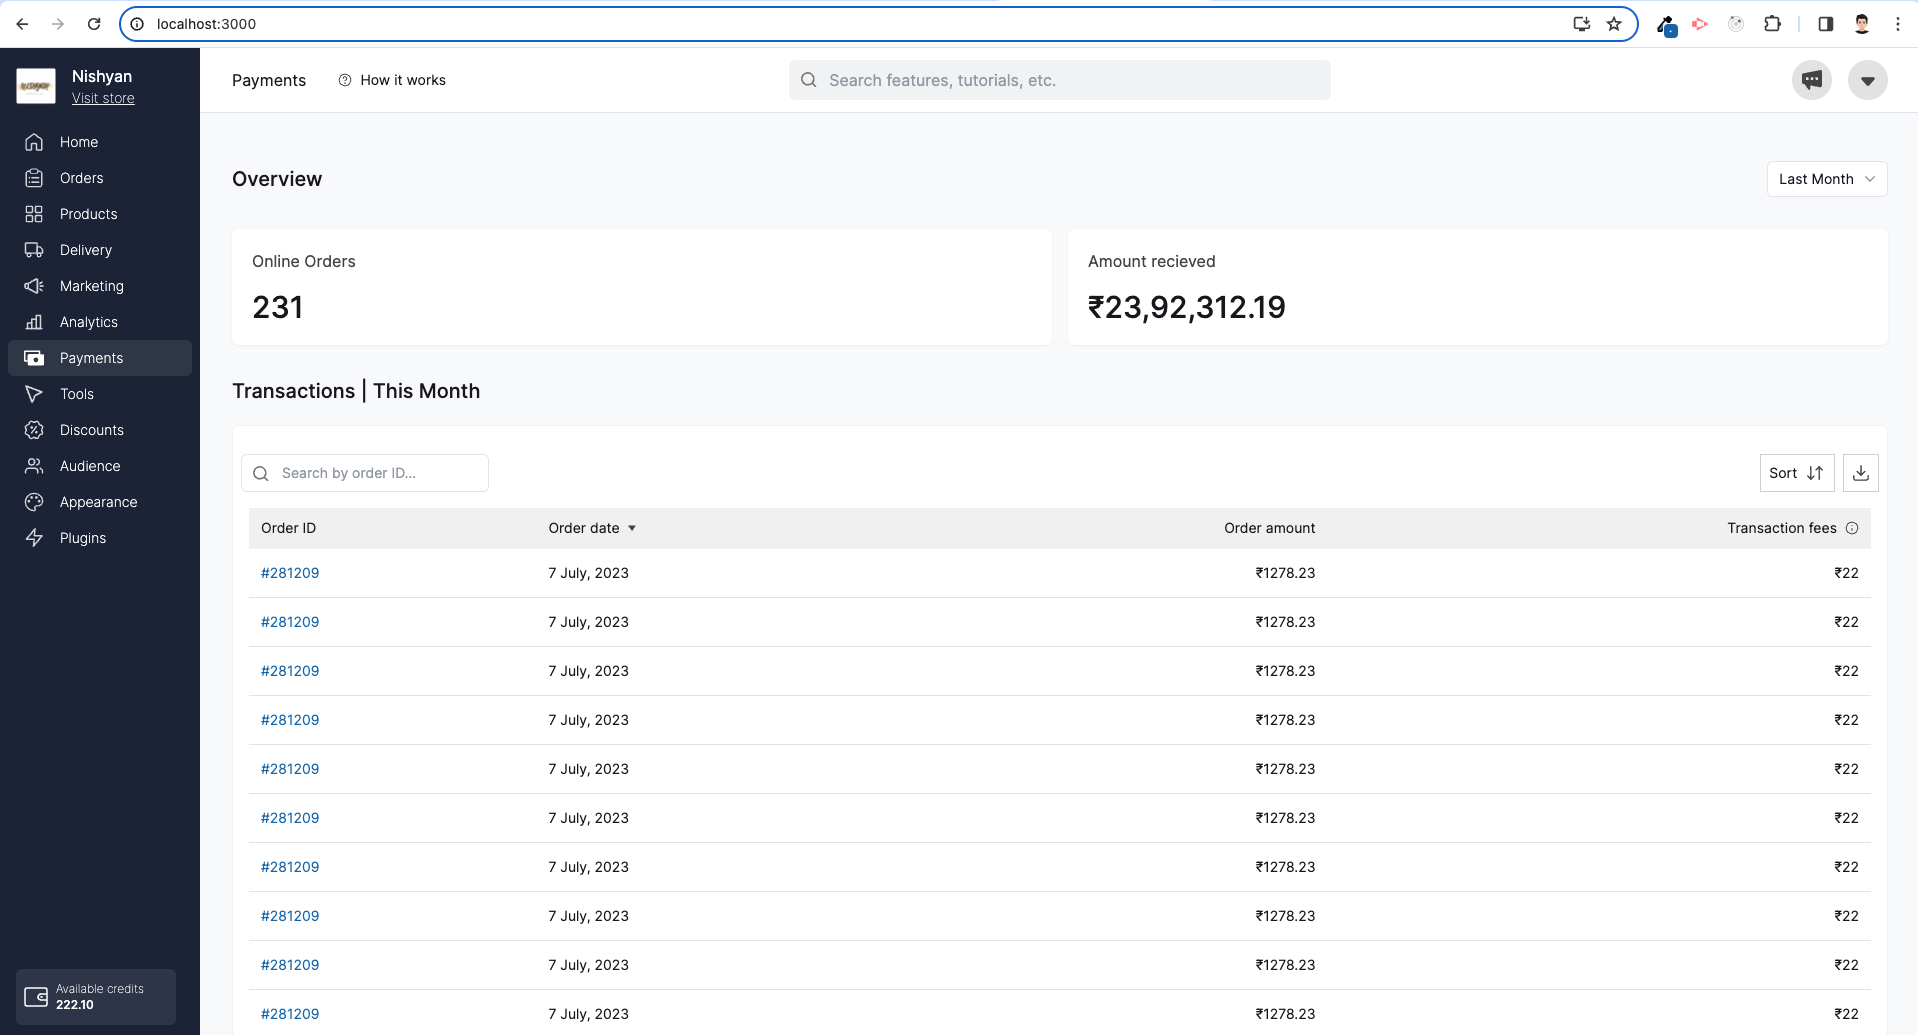 localhost:3000
Nishyan
Visit store
Home
Orders
Products
Delivery
Marketing
Analytics
Payments
Tools
Discounts
Audience
Appearance
Plugins
Available credits
222.10
Payments How it works Search features, tutorials, etc.
Overview Last Month
Online Orders
231
Amount recieved
₹23,92,312.19
Transactions | This Month
Search by order ID... Sort
Order ID Order date Order amount Transaction fees
#281209 7 July, 2023 ₹1278.23 ₹22
#281209 7 July, 2023 ₹1278.23 ₹22
#281209 7 July, 2023 ₹1278.23 ₹22
#281209 7 July, 2023 ₹1278.23 ₹22
#281209 7 July, 2023 ₹1278.23 ₹22
#281209 7 July, 2023 ₹1278.23 ₹22
#281209 7 July, 2023 ₹1278.23 ₹22
#281209 7 July, 2023 ₹1278.23 ₹22
#281209 7 July, 2023 ₹1278.23 ₹22
#281209 7 July, 2023 ₹1278.23 ₹22